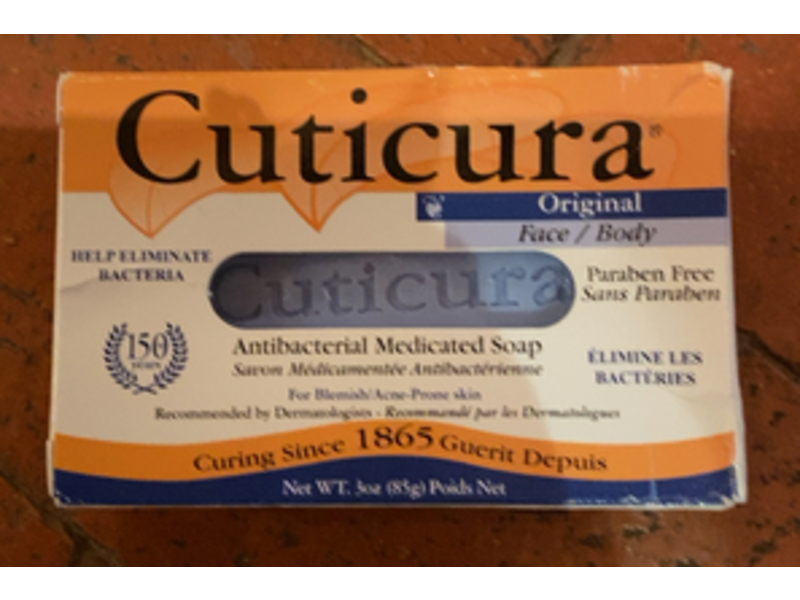 Cuticura®
Original
Face / Body
HELP ELIMINATE
BACTERIA
Cuticura
Paraben Free
Sans Paraben
150
Antibacterial Medicated Soap
Savon Médicamentée Antibactérienne
ÉLIMINE LES
BACTÉRIES
For Blemish/Acne-Prone skin
Recommended by Dermatologists - Recommandé par les Dermatologues
Curing Since 1865 Guerit Depuis
Net WT. 3oz (85g) Poids Net